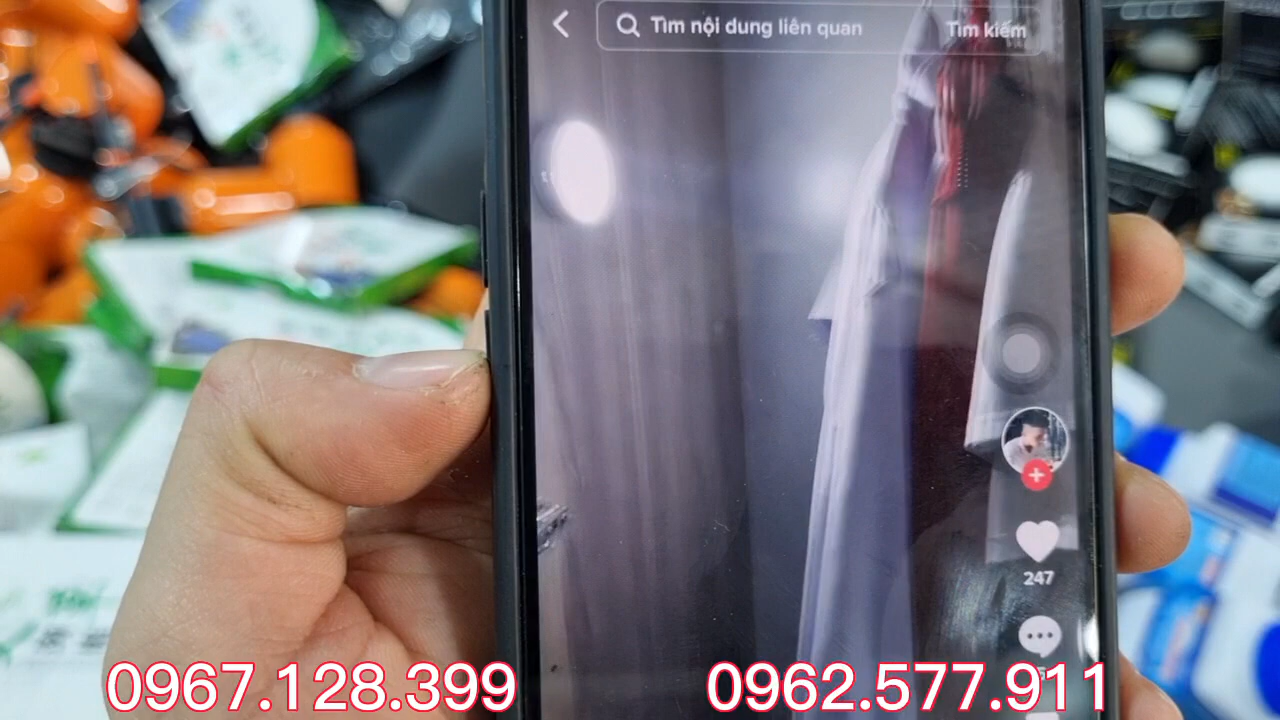 Tìm nội dung liên quan Tìm kiếm
247
0967.128.399 0962.577.911